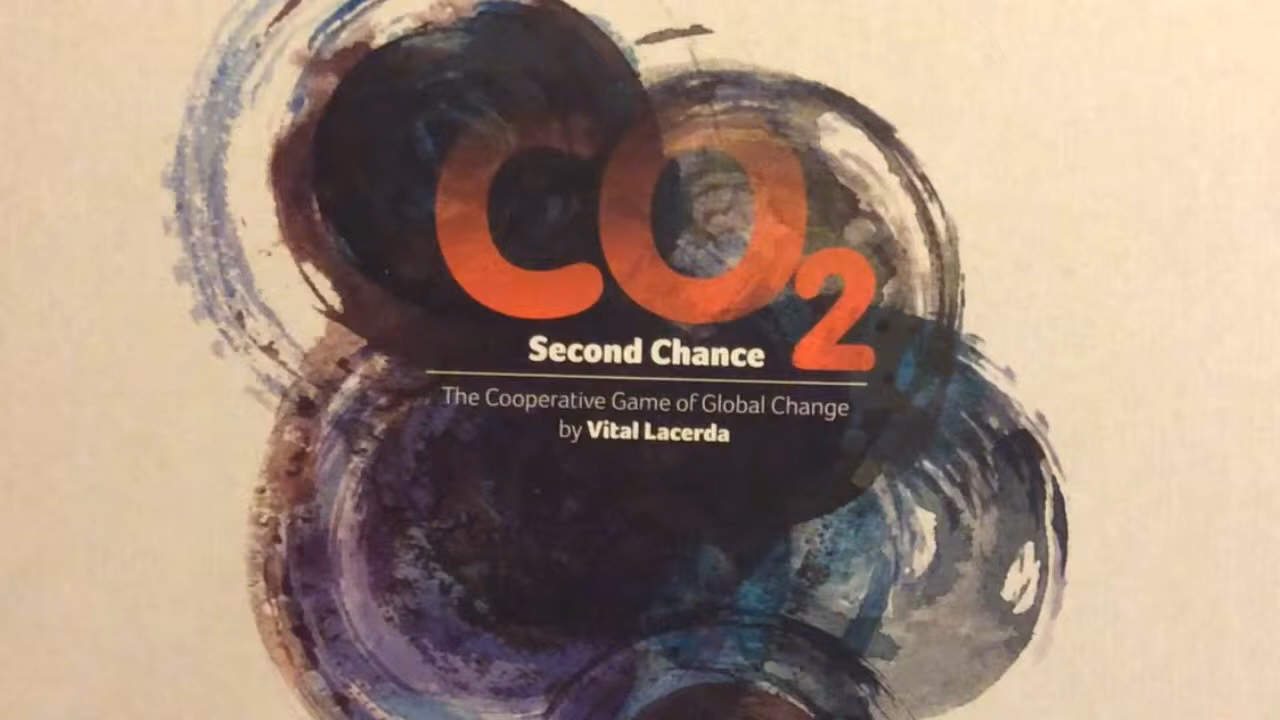 CO2
Second Chance
The Cooperative Game of Global Change
by Vital Lacerda